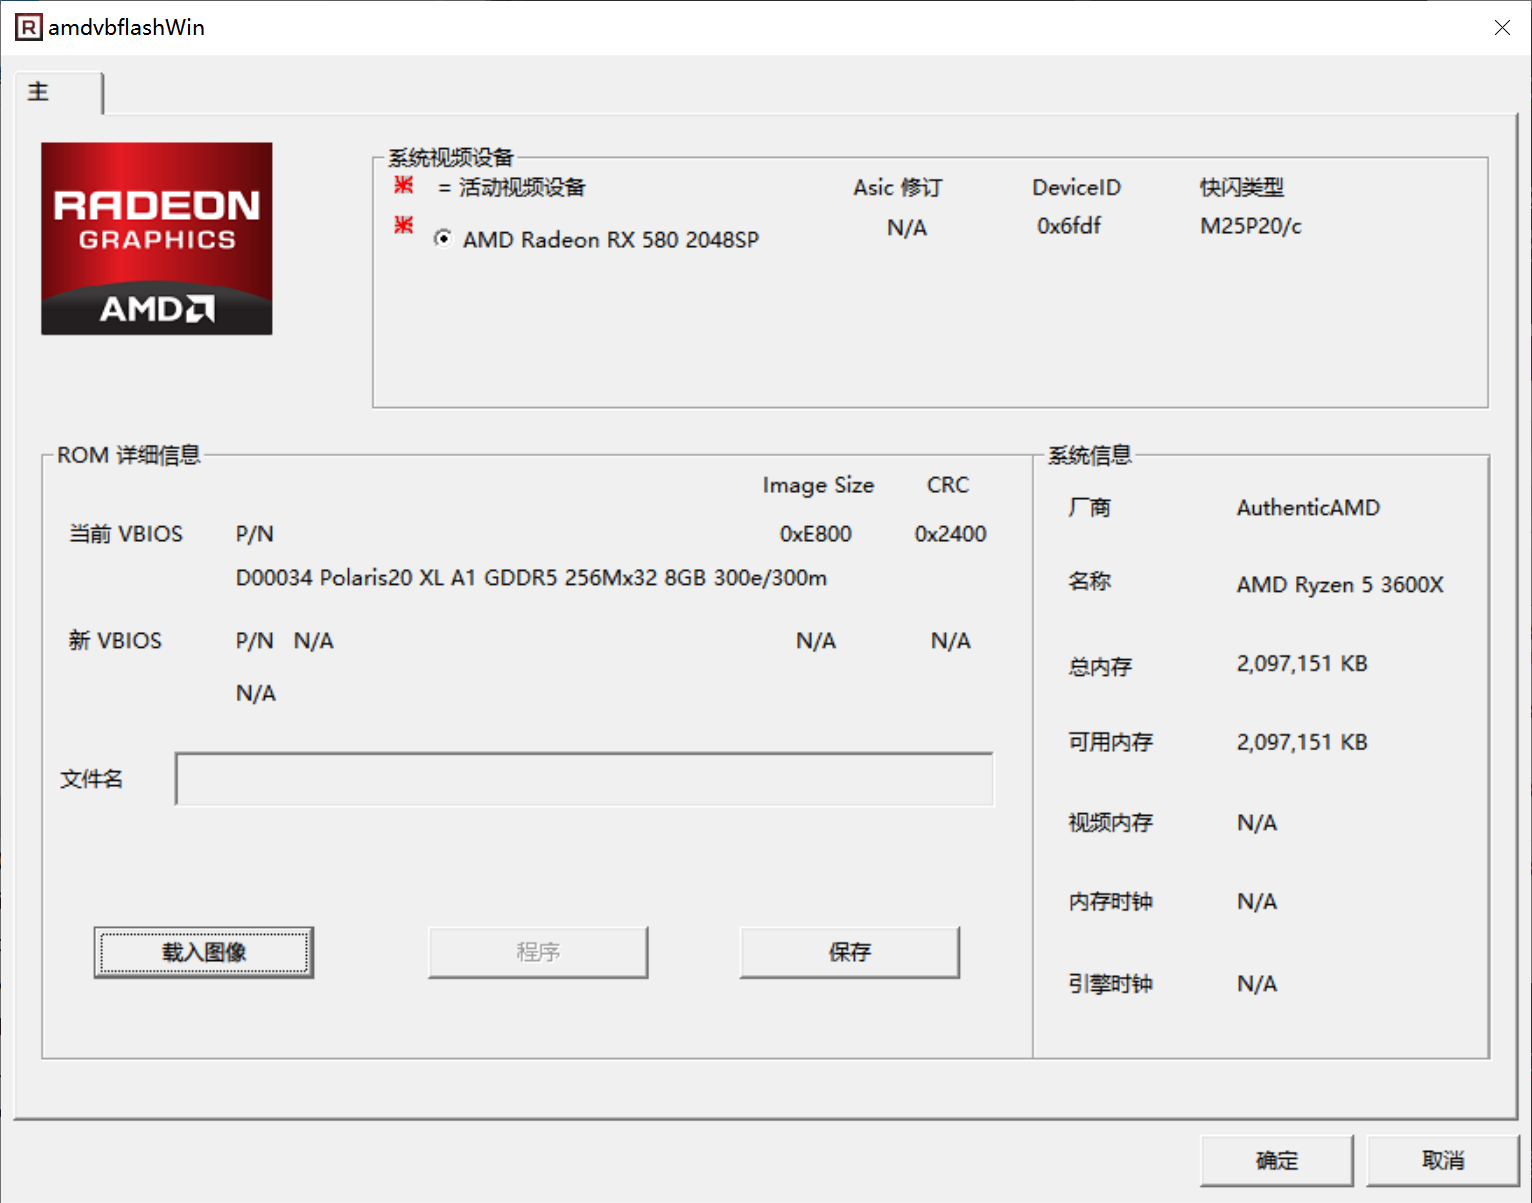 R amdvbflashWin
主
RADEON
GRAPHICS
AMD
系统视频设备
= 活动视频设备 Asic 修订 DeviceID 快闪类型
AMD Radeon RX 580 2048SP N/A 0x6fdf M25P20/c
ROM 详细信息
Image Size CRC
当前 VBIOS P/N 0xE800 0x2400
D00034 Polaris20 XL A1 GDDR5 256Mx32 8GB 300e/300m
新 VBIOS P/N N/A N/A N/A
N/A
文件名
载入图像 程序 保存
系统信息
厂商 AuthenticAMD
名称 AMD Ryzen 5 3600X
总内存 2,097,151 KB
可用内存 2,097,151 KB
视频内存 N/A
内存时钟 N/A
引擎时钟 N/A
确定 取消